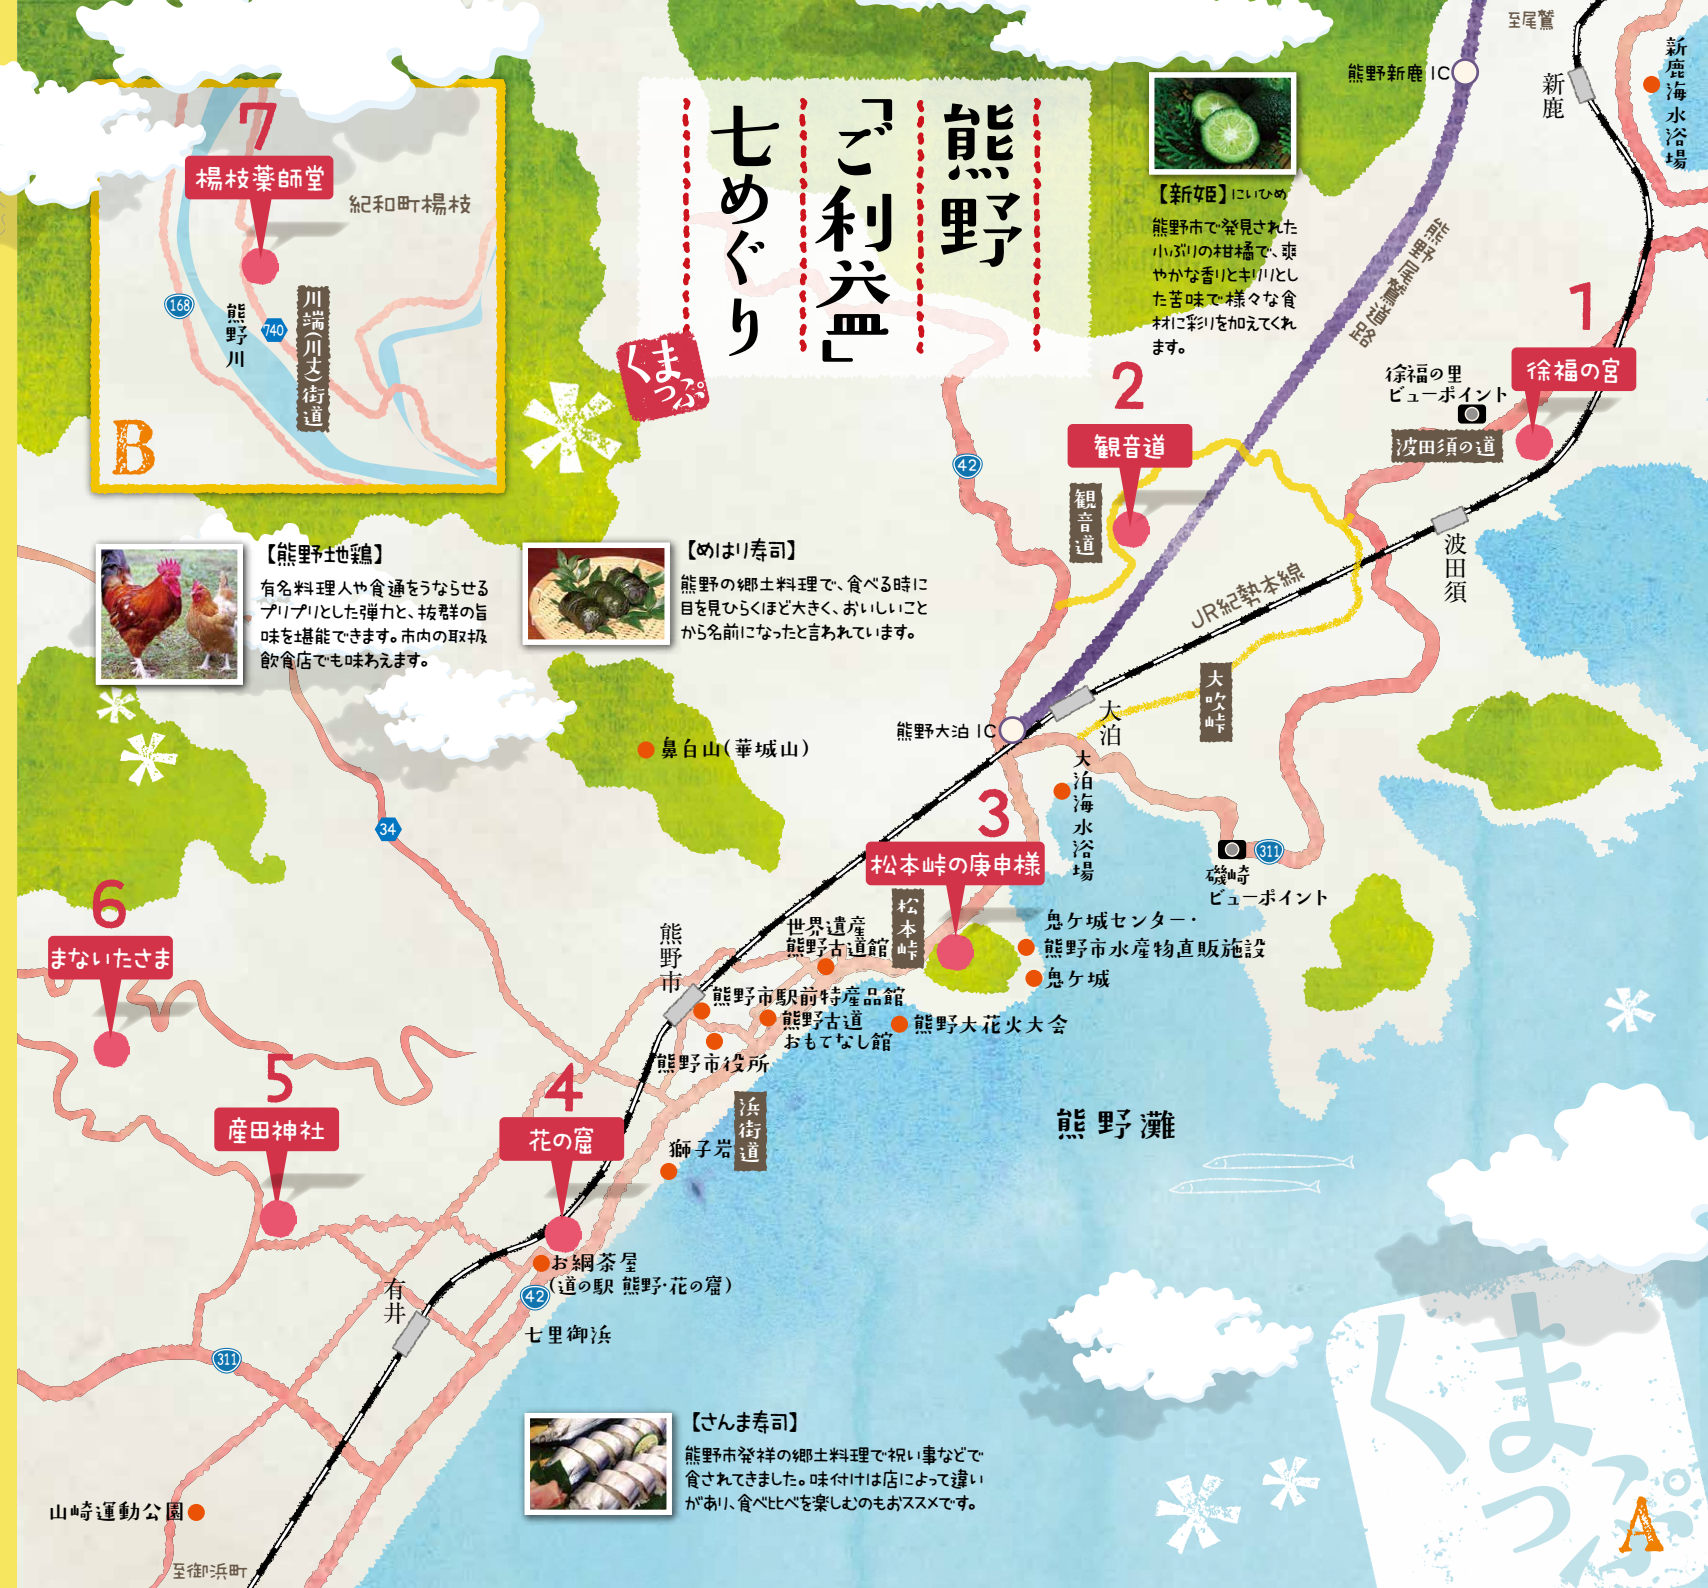 熊野
「ご利益」
七めぐり
くまっぷ
至尾鷲
熊野新鹿IC
新鹿
新鹿海水浴場
【新姫】にいひめ
熊野市で発見された
小ぶりの柑橘で、爽
やかな香りとキリリとし
た苦味で様々な食
材に彩りを加えてくれ
ます。
熊野尾鷲道路
1
徐福の宮
徐福の里
ビューポイント
波田須の道
波田須
2
観音道
観音道
42
JR紀勢本線
大吹峠
大泊
熊野大泊IC
大泊海水浴場
311
磯崎
ビューポイント
7
楊枝薬師堂
紀和町楊枝
168
740
熊野川
川端(川丈)街道
B
【熊野地鶏】
有名料理人や食通をうならせる
プリプリとした弾力と、抜群の旨
味を堪能できます。市内の取扱
飲食店でも味わえます。
【めはり寿司】
熊野の郷土料理で、食べる時に
目を見ひらくほど大きく、おいしいこと
から名前になったと言われています。
鼻白山(華城山)
34
3
松本峠の庚申様
松本峠
世界遺産
熊野古道館
鬼ケ城センター・
熊野市水産物直販施設
鬼ケ城
熊野市
熊野市駅前特産品館
熊野古道
おもてなし館
熊野大花火大会
熊野市役所
浜街道
獅子岩
熊野灘
6
まないたさま
5
産田神社
4
花の窟
お綱茶屋
(道の駅 熊野・花の窟)
42
七里御浜
有井
311
山崎運動公園
至御浜町
【さんま寿司】
熊野市発祥の郷土料理で祝い事などで
食されてきました。味付けは店によって違い
があり、食べ比べを楽しむのもおススメです。
くまっぷ
A